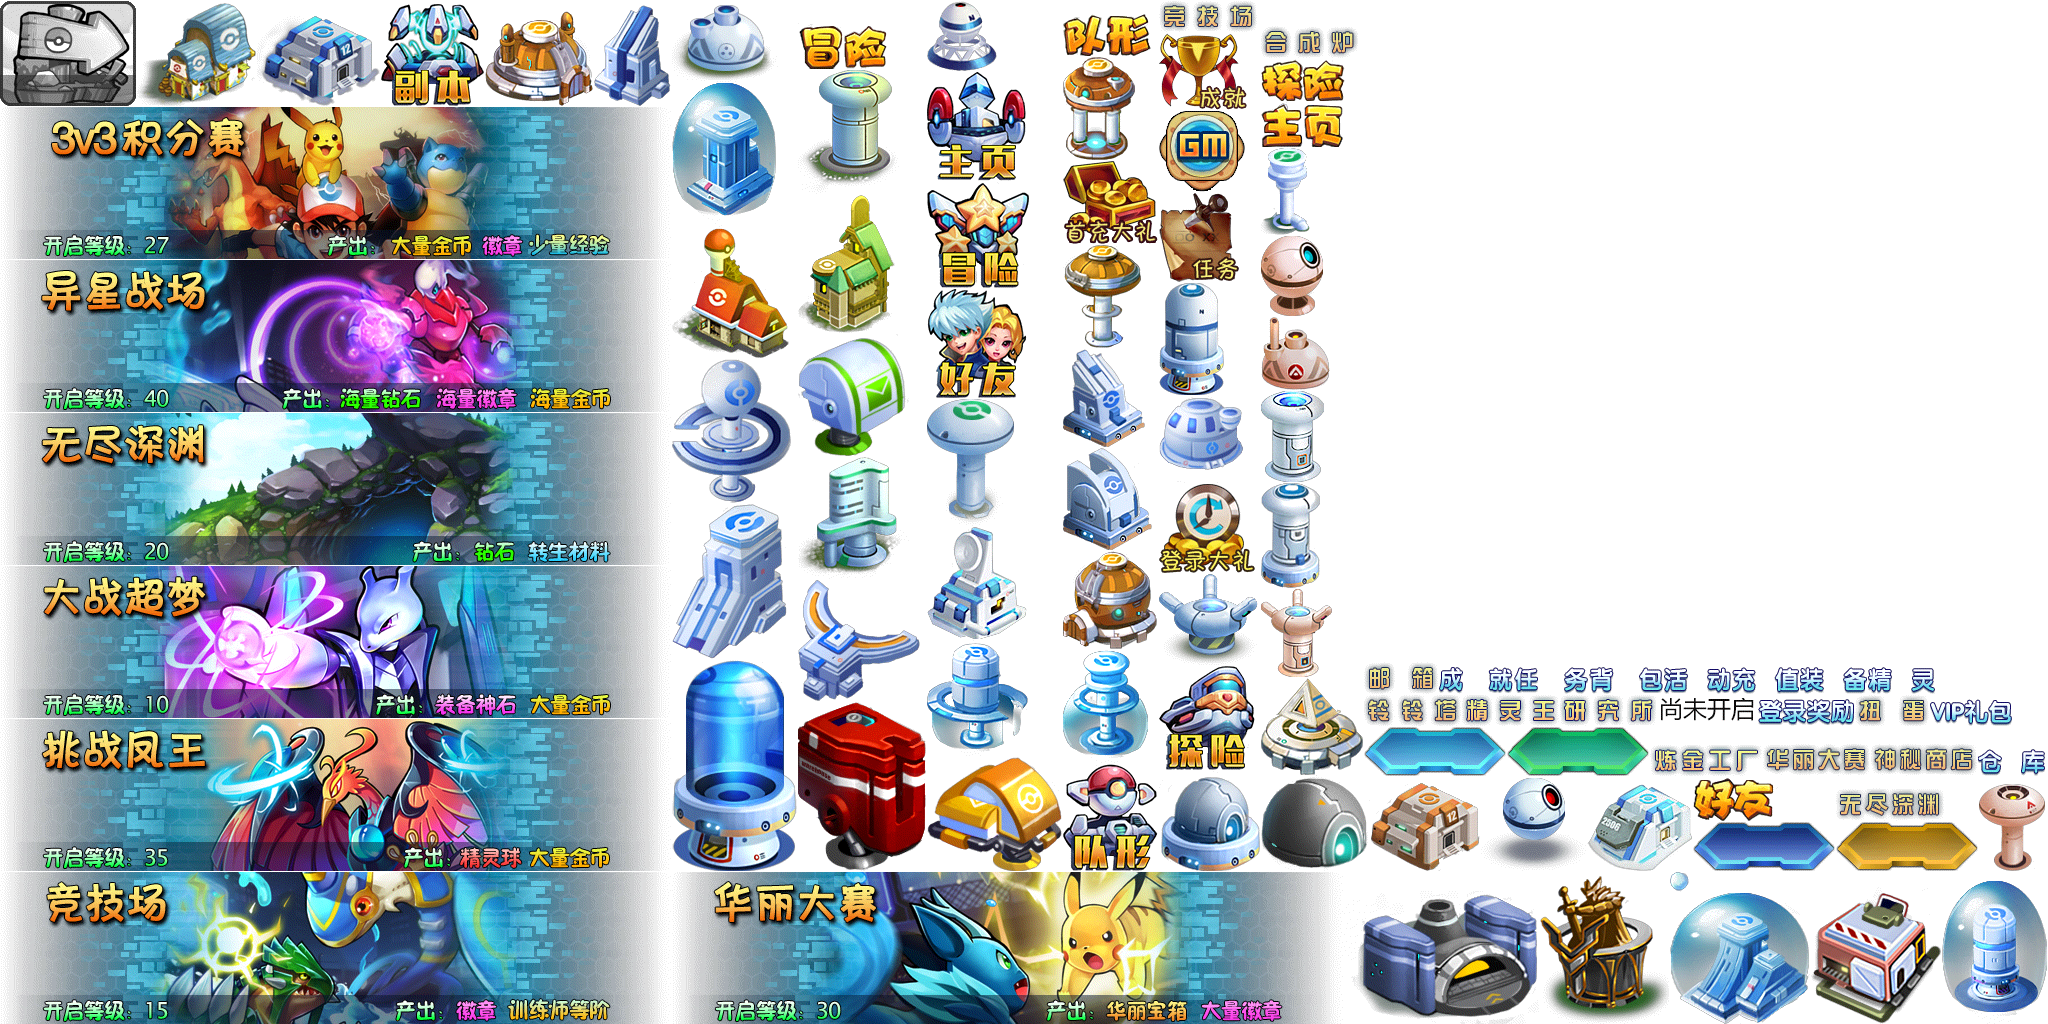 副本
3v3积分赛
开启等级：27
产出：大量金币 徽章 少量经验
异星战场
开启等级：40
产出：海量钻石 海量徽章 海量金币
无尽深渊
开启等级：20
产出：钻石 转生材料
大战超梦
开启等级：10
产出：装备神石 大量金币
挑战凤王
开启等级：35
产出：精灵球 大量金币
竞技场
开启等级：15
产出：徽章 训练师等阶
华丽大赛
开启等级：30
产出：华丽宝箱 大量徽章
冒险
主页
冒险
好友
队形
首充大礼
队形
竞技场
成就
GM
任务
登录大礼
探险
合成炉
探险
主页
邮 箱成 就任 务背 包活 动充 值装 备精 灵
铃铃塔精灵王研究所尚未开启登录奖励扭 蛋VIP礼包
炼金工厂 华丽大赛 神秘商店仓 库
好友
无尽深渊
12
12
2806
N
N